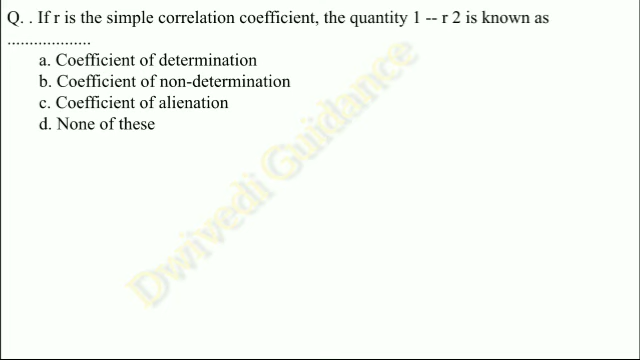 Q. . If r is the simple correlation coefficient, the quantity 1 -- r 2 is known as
...................
a. Coefficient of determination
b. Coefficient of non-determination
c. Coefficient of alienation
d. None of these
Dwivedi Guidance